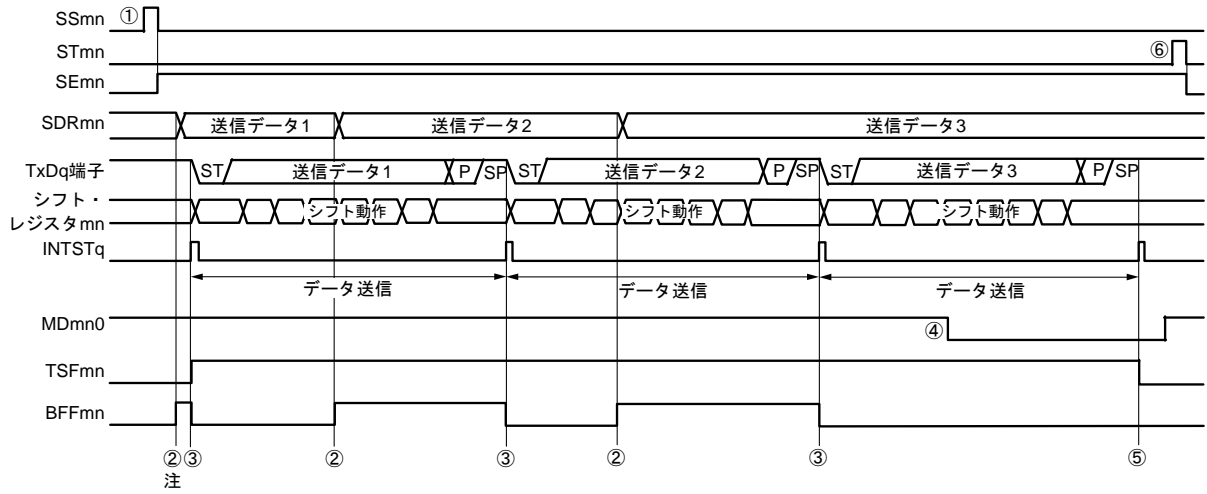 SSmn ①
STmn ⑥
SEmn
SDRmn 送信データ1 送信データ2 送信データ3
TxDq端子 ST 送信データ1 P SP ST 送信データ2 P SP ST 送信データ3 P SP
シフト・
レジスタmn シフト動作 シフト動作 シフト動作
INTSTq
データ送信 データ送信 データ送信
MDmn0 ④
TSFmn
BFFmn
② ③ ② ③ ② ③ ⑤
注